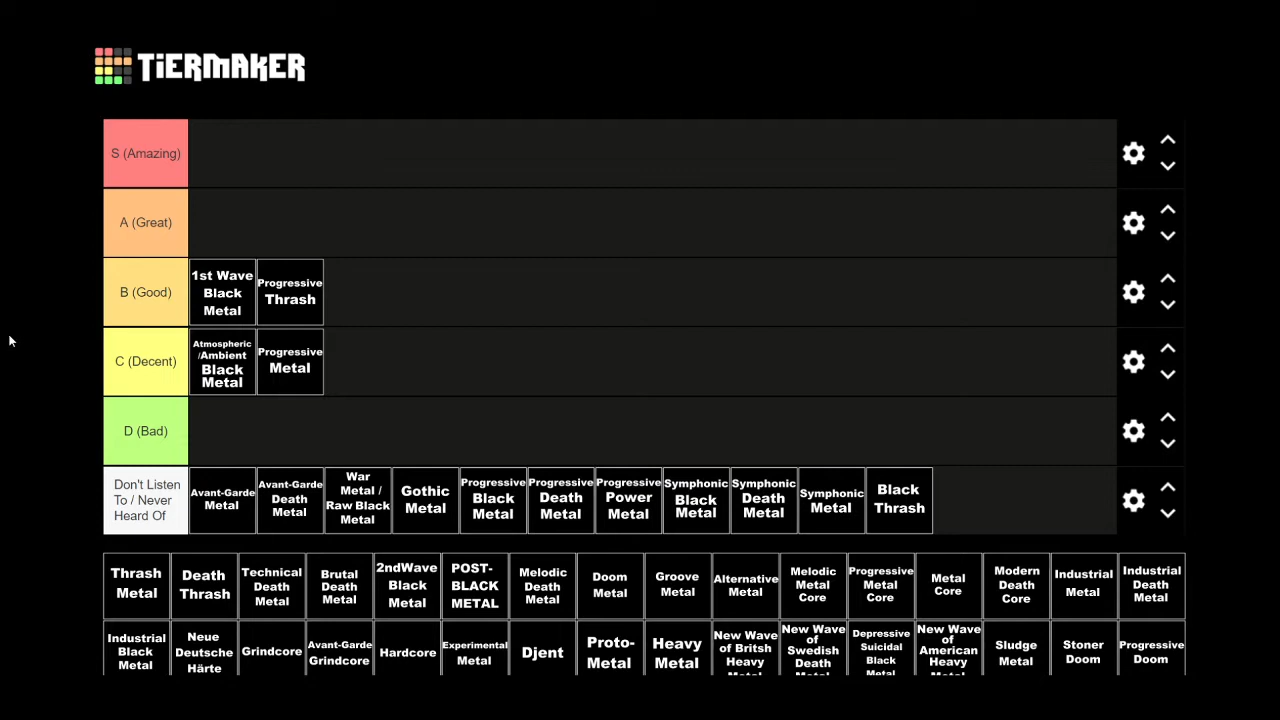 TiERMAKER
S (Amazing)
A (Great)
B (Good)
1st Wave
Black
Metal
Progressive
Thrash
C (Decent)
Atmospheric
/Ambient
Black
Metal
Progressive
Metal
D (Bad)
Don't Listen
To / Never
Heard Of
Avant-Garde
Metal
Avant-Garde
Death
Metal
War
Metal /
Raw Black
Metal
Gothic
Metal
Progressive
Black
Metal
Progressive
Death
Metal
Progressive
Power
Metal
Symphonic
Black
Metal
Symphonic
Death
Metal
Symphonic
Metal
Black
Thrash
Thrash
Metal
Death
Thrash
Technical
Death
Metal
Brutal
Death
Metal
2ndWave
Black
Metal
POST-
BLACK
METAL
Melodic
Death
Metal
Doom
Metal
Groove
Metal
Alternative
Metal
Melodic
Metal
Core
Progressive
Metal
Core
Metal
Core
Modern
Death
Core
Industrial
Metal
Industrial
Death
Metal
Industrial
Black
Metal
Neue
Deutsche
Härte
Grindcore
Avant-Garde
Grindcore
Hardcore
Experimental
Metal
Djent
Proto-
Metal
Heavy
Metal
New Wave
of Britsh
Heavy
Metal
New Wave
of
Swedish
Death
Metal
Depressive
Suicidal
Black
Metal
New Wave
of
American
Heavy
Metal
Sludge
Metal
Stoner
Doom
Progressive
Doom